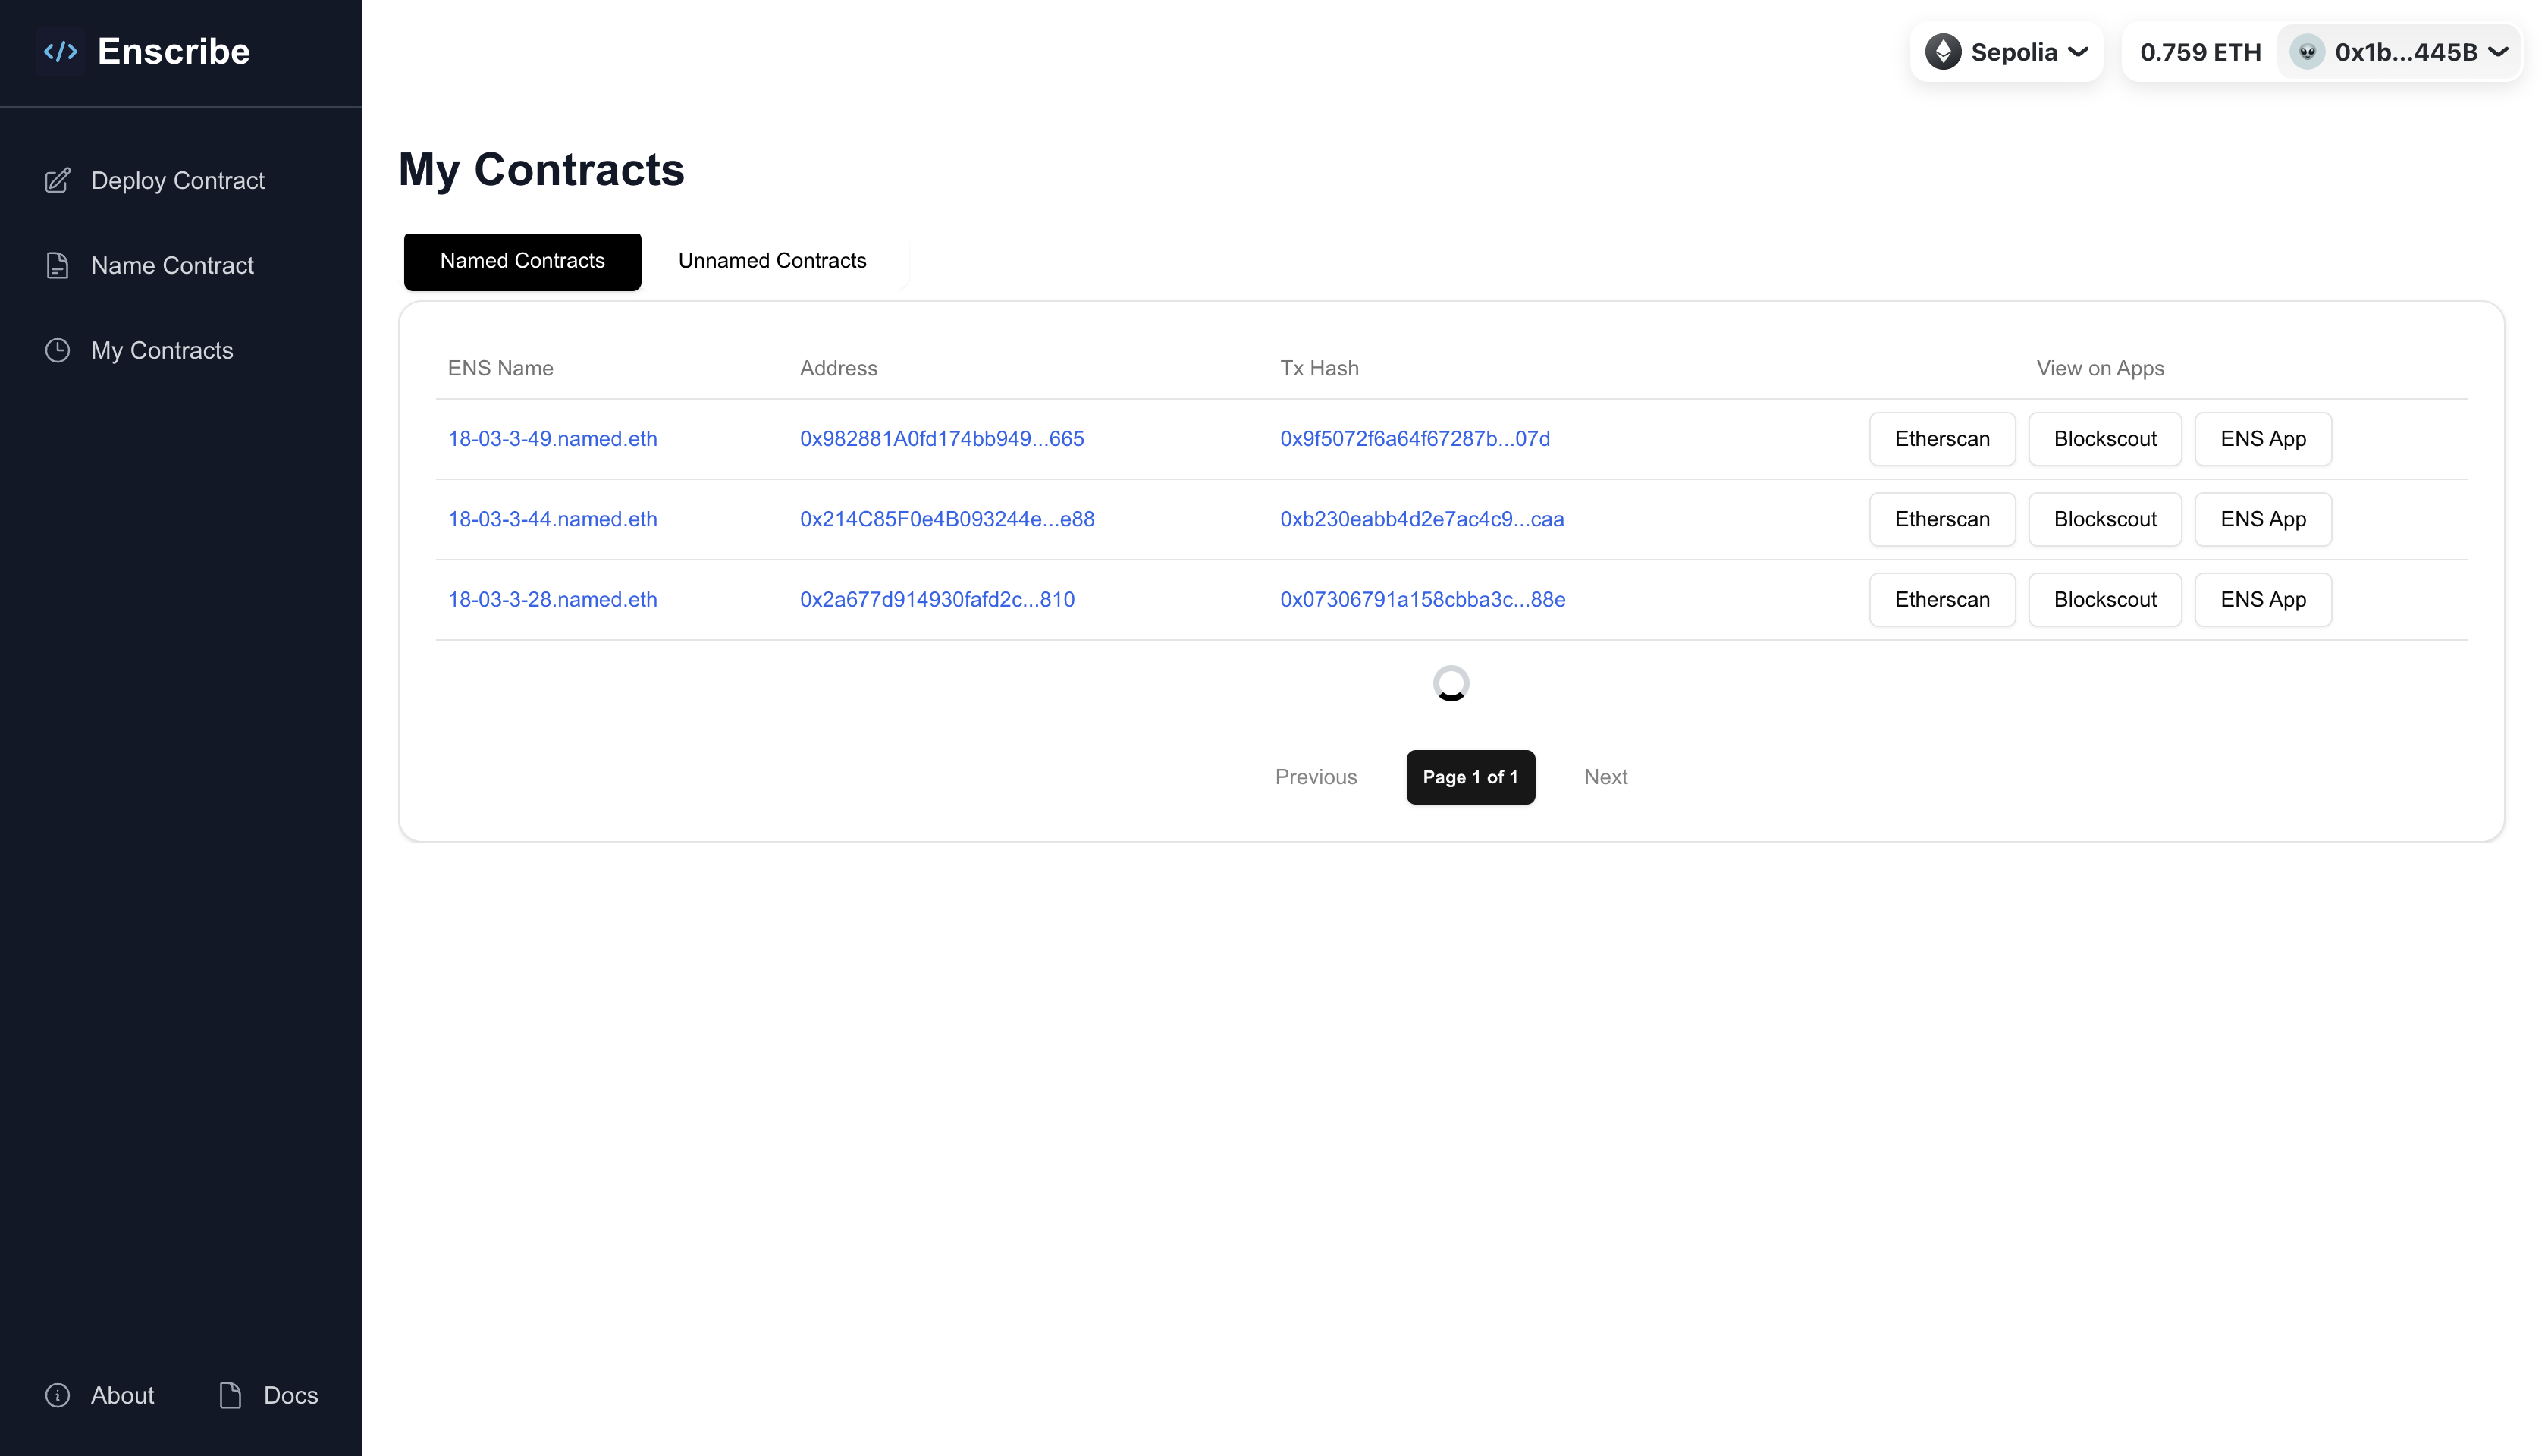 Enscribe
Sepolia
0.759 ETH
0x1b...445B
Deploy Contract
Name Contract
My Contracts
My Contracts
Named Contracts
Unnamed Contracts
ENS Name Address Tx Hash View on Apps
18-03-3-49.named.eth 0x982881A0fd174bb949...665 0x9f5072f6a64f67287b...07d Etherscan Blockscout ENS App
18-03-3-44.named.eth 0x214C85F0e4B093244e...e88 0xb230eabb4d2e7ac4c9...caa Etherscan Blockscout ENS App
18-03-3-28.named.eth 0x2a677d914930fafd2c...810 0x07306791a158cbba3c...88e Etherscan Blockscout ENS App
Previous Page 1 of 1 Next
About Docs